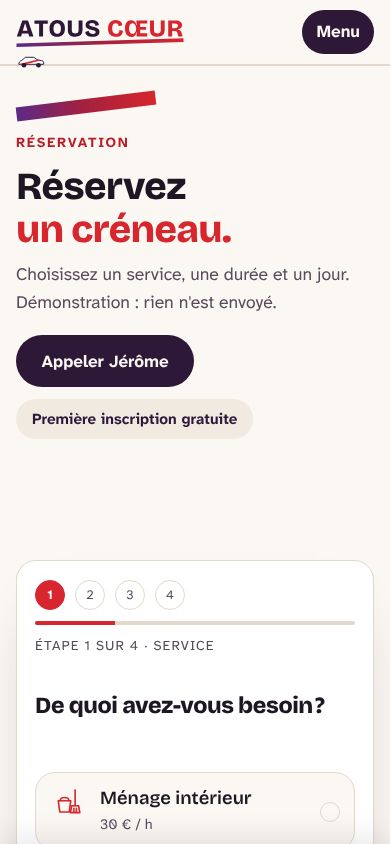 ATOUS CŒUR
Menu
RÉSERVATION
Réservez
un créneau.
Choisissez un service, une durée et un jour.
Démonstration : rien n'est envoyé.
Appeler Jérôme
Première inscription gratuite
1 2 3 4
ÉTAPE 1 SUR 4 · SERVICE
De quoi avez-vous besoin ?
Ménage intérieur
30 € / h